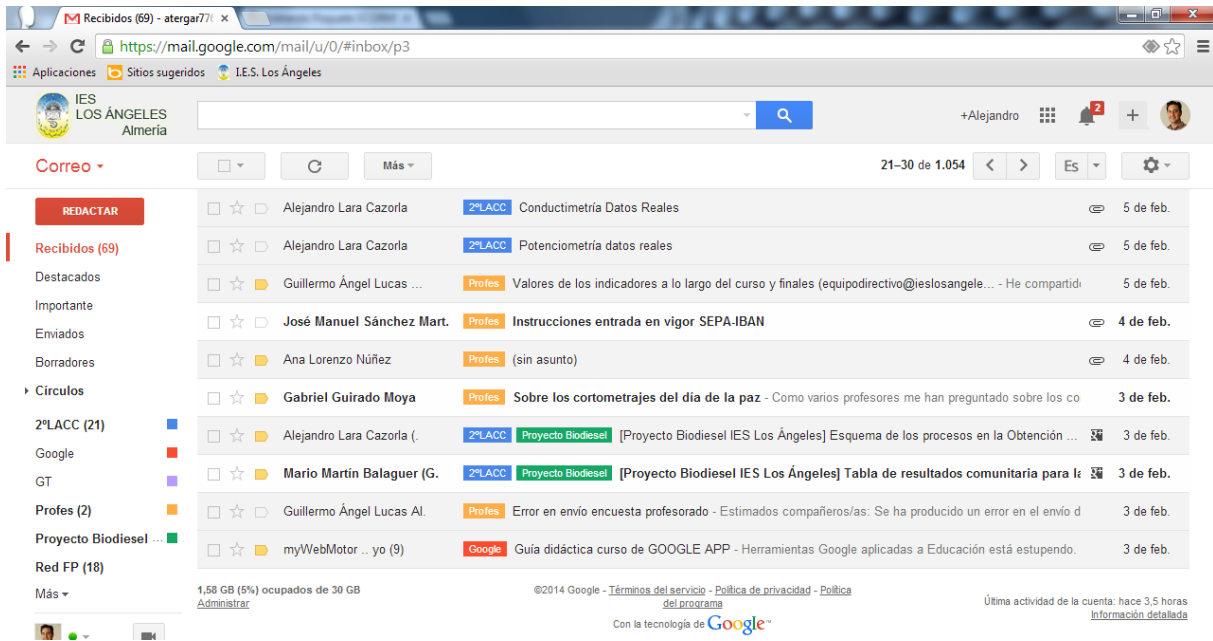 Recibidos (69) - atergar77
https://mail.google.com/mail/u/0/#inbox/p3
Aplicaciones Sitios sugeridos I.E.S. Los Ángeles
IES
LOS ÁNGELES
Almería
+Alejandro 2
Correo Más 21–30 de 1.054 Es
REDACTAR
Recibidos (69)
Destacados
Importante
Enviados
Borradores
Círculos
2ºLACC (21)
Google
GT
Profes (2)
Proyecto Biodiesel ...
Red FP (18)
Más
Alejandro Lara Cazorla 2ºLACC Conductimetría Datos Reales 5 de feb.
Alejandro Lara Cazorla 2ºLACC Potenciometría datos reales 5 de feb.
Guillermo Ángel Lucas ... Profes Valores de los indicadores a lo largo del curso y finales (equipodirectivo@ieslosangele... - He compartido 5 de feb.
José Manuel Sánchez Mart. Profes Instrucciones entrada en vigor SEPA-IBAN 4 de feb.
Ana Lorenzo Núñez Profes (sin asunto) 4 de feb.
Gabriel Guirado Moya Profes Sobre los cortometrajes del día de la paz - Como varios profesores me han preguntado sobre los co 3 de feb.
Alejandro Lara Cazorla (. 2ºLACC Proyecto Biodiesel [Proyecto Biodiesel IES Los Ángeles] Esquema de los procesos en la Obtención ... 3 de feb.
Mario Martín Balaguer (G. 2ºLACC Proyecto Biodiesel [Proyecto Biodiesel IES Los Ángeles] Tabla de resultados comunitaria para la 3 de feb.
Guillermo Ángel Lucas Al. Profes Error en envío encuesta profesorado - Estimados compañeros/as: Se ha producido un error en el envío d 3 de feb.
myWebMotor .. yo (9) Google Guía didáctica curso de GOOGLE APP - Herramientas Google aplicadas a Educación está estupendo. 3 de feb.
1,58 GB (5%) ocupados de 30 GB
Administrar
©2014 Google - Términos del servicio - Política de privacidad - Política
del programa
Con la tecnología de Google™
Última actividad de la cuenta: hace 3,5 horas
Información detallada